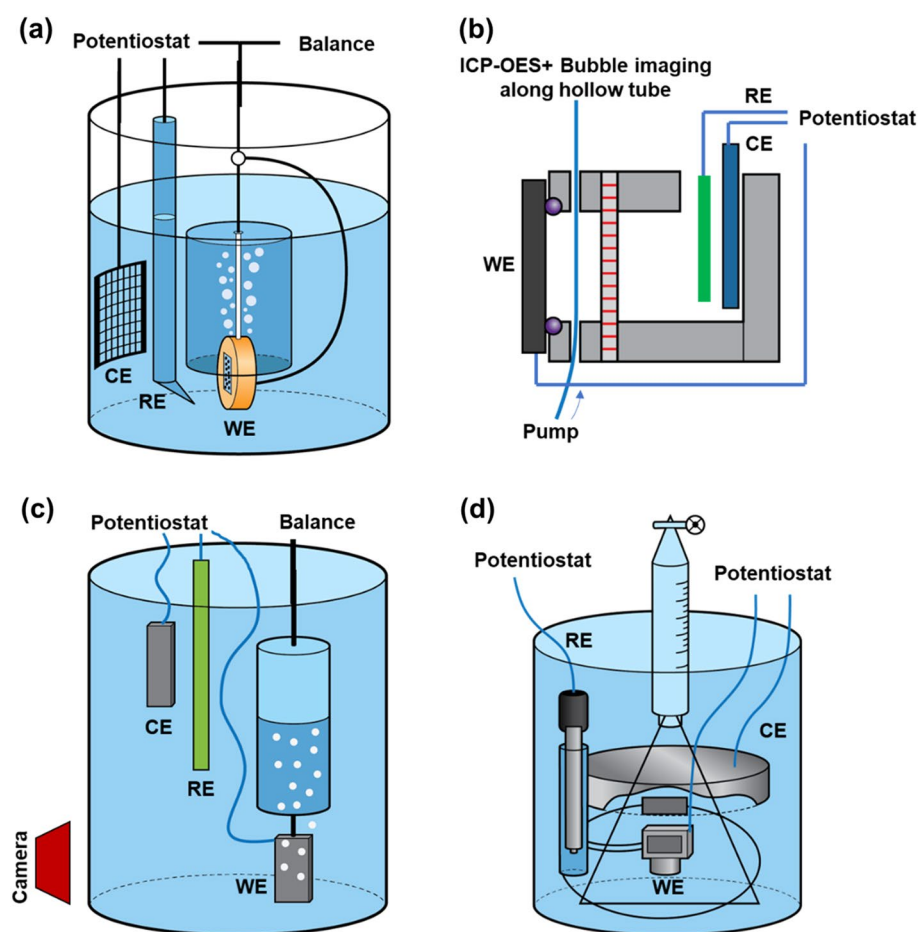 (a)
Potentiostat
Balance
CE
RE
WE
(b)
ICP-OES+ Bubble imaging
along hollow tube
RE
Potentiostat
CE
WE
Pump
(c)
Potentiostat
Balance
CE
RE
WE
Camera
(d)
Potentiostat
Potentiostat
RE
CE
WE